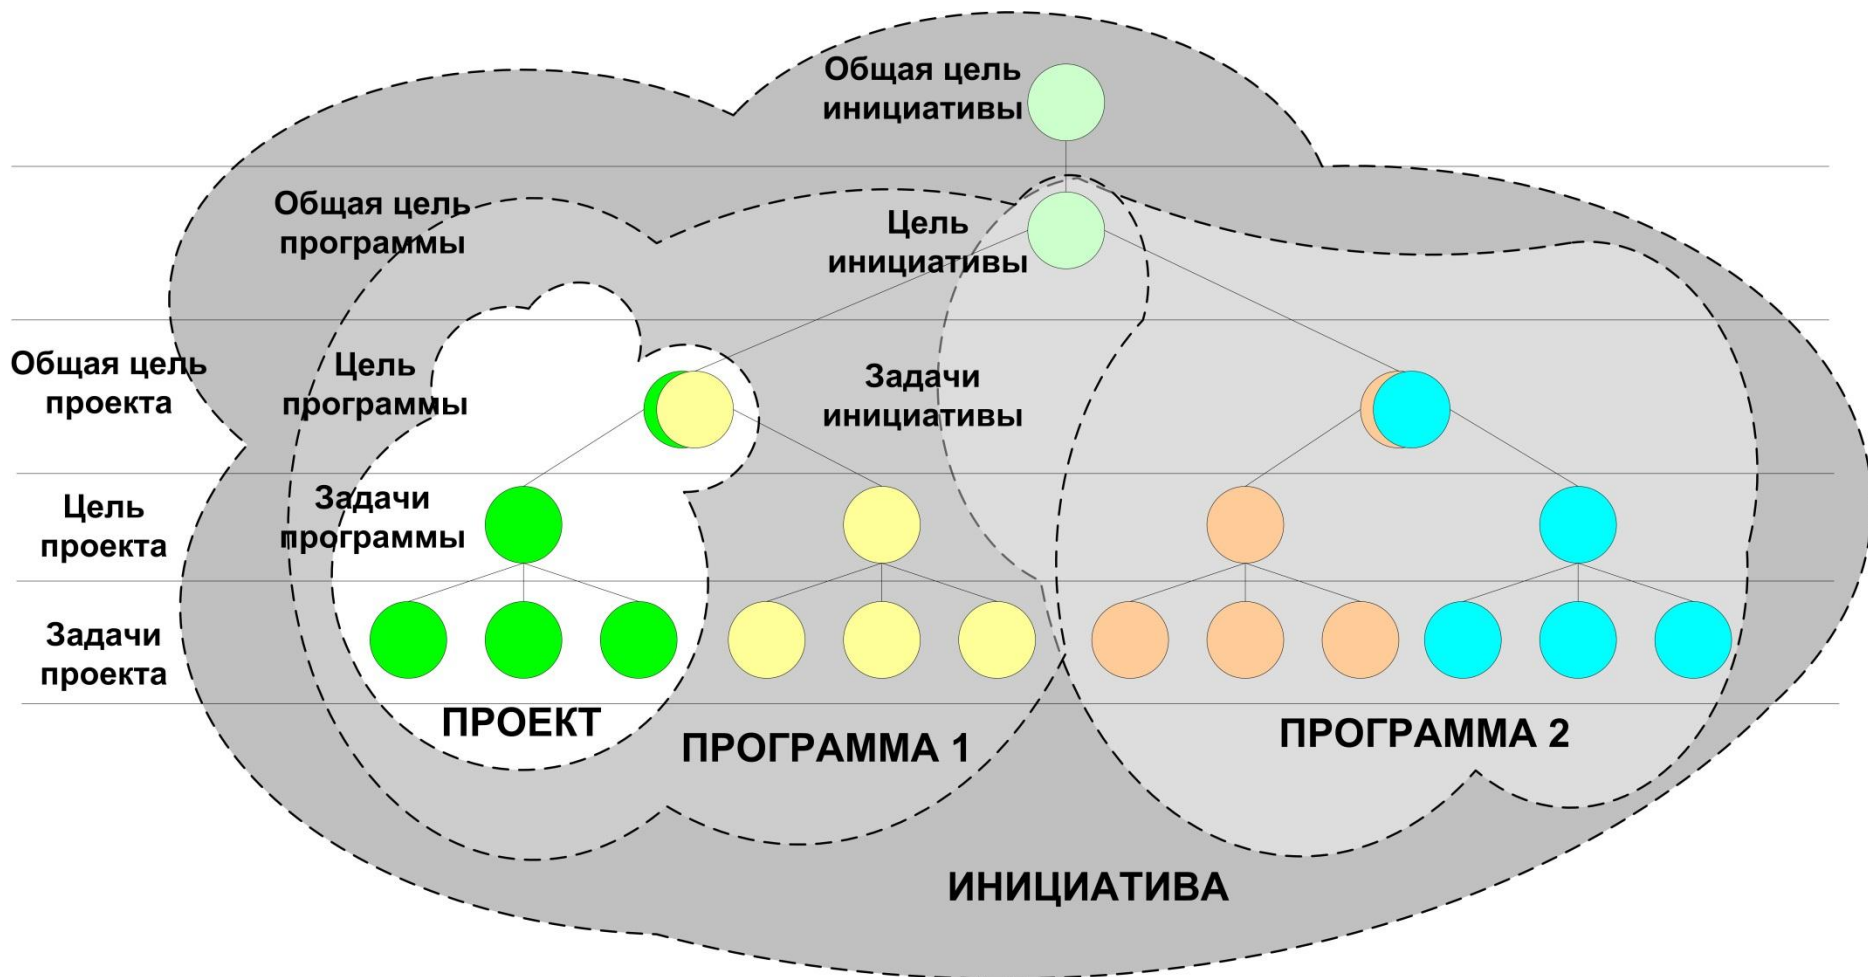 Общая цель
инициативы
Общая цель
программы
Цель
инициативы
Общая цель
проекта
Цель
программы
Задачи
инициативы
Цель
проекта
Задачи
программы
Задачи
проекта
ПРОЕКТ
ПРОГРАММА 1
ПРОГРАММА 2
ИНИЦИАТИВА